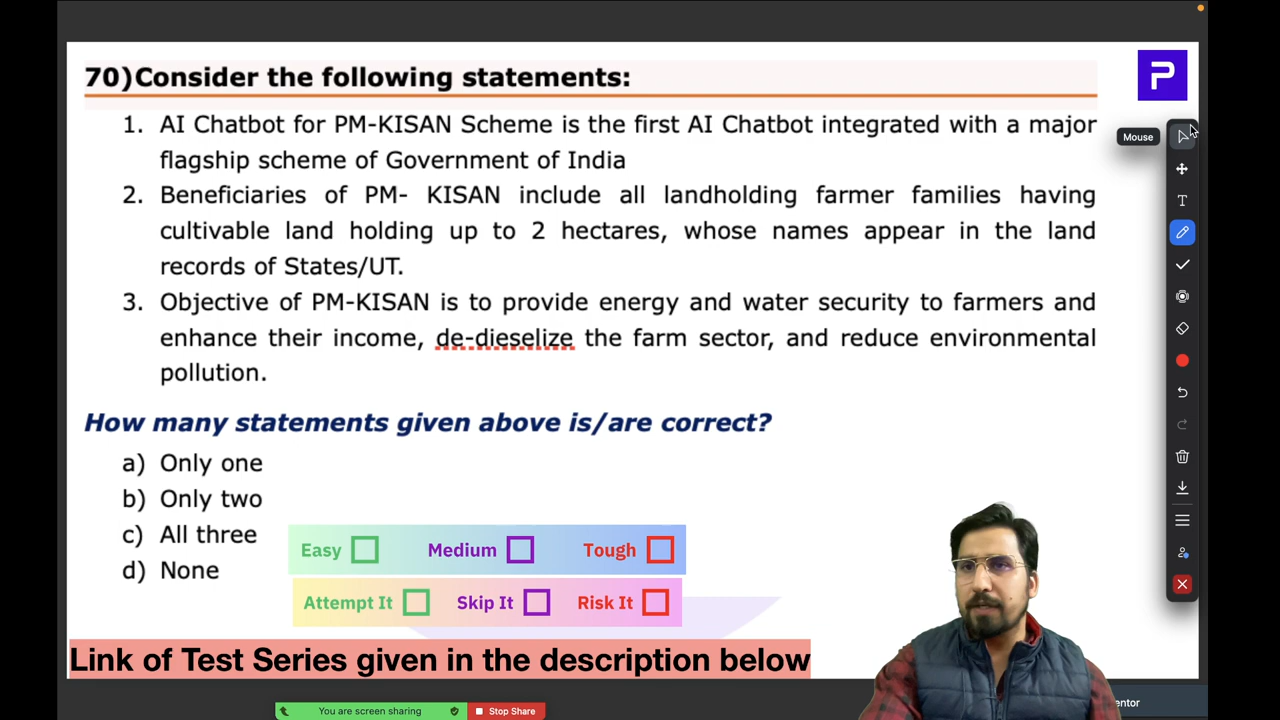 70)Consider the following statements:
P
1. AI Chatbot for PM-KISAN Scheme is the first AI Chatbot integrated with a major
Mouse
flagship scheme of Government of India
2. Beneficiaries of PM- KISAN include all landholding farmer families having
T
cultivable land holding up to 2 hectares, whose names appear in the land
records of States/UT.
3. Objective of PM-KISAN is to provide energy and water security to farmers and
enhance their income, de-dieselize the farm sector, and reduce environmental
pollution.
How many statements given above is/are correct?
a) Only one
b) Only two
c) All three
d) None
Easy Medium Tough
Attempt It Skip It Risk It
Link of Test Series given in the description below
You are screen sharing Stop Share
entor